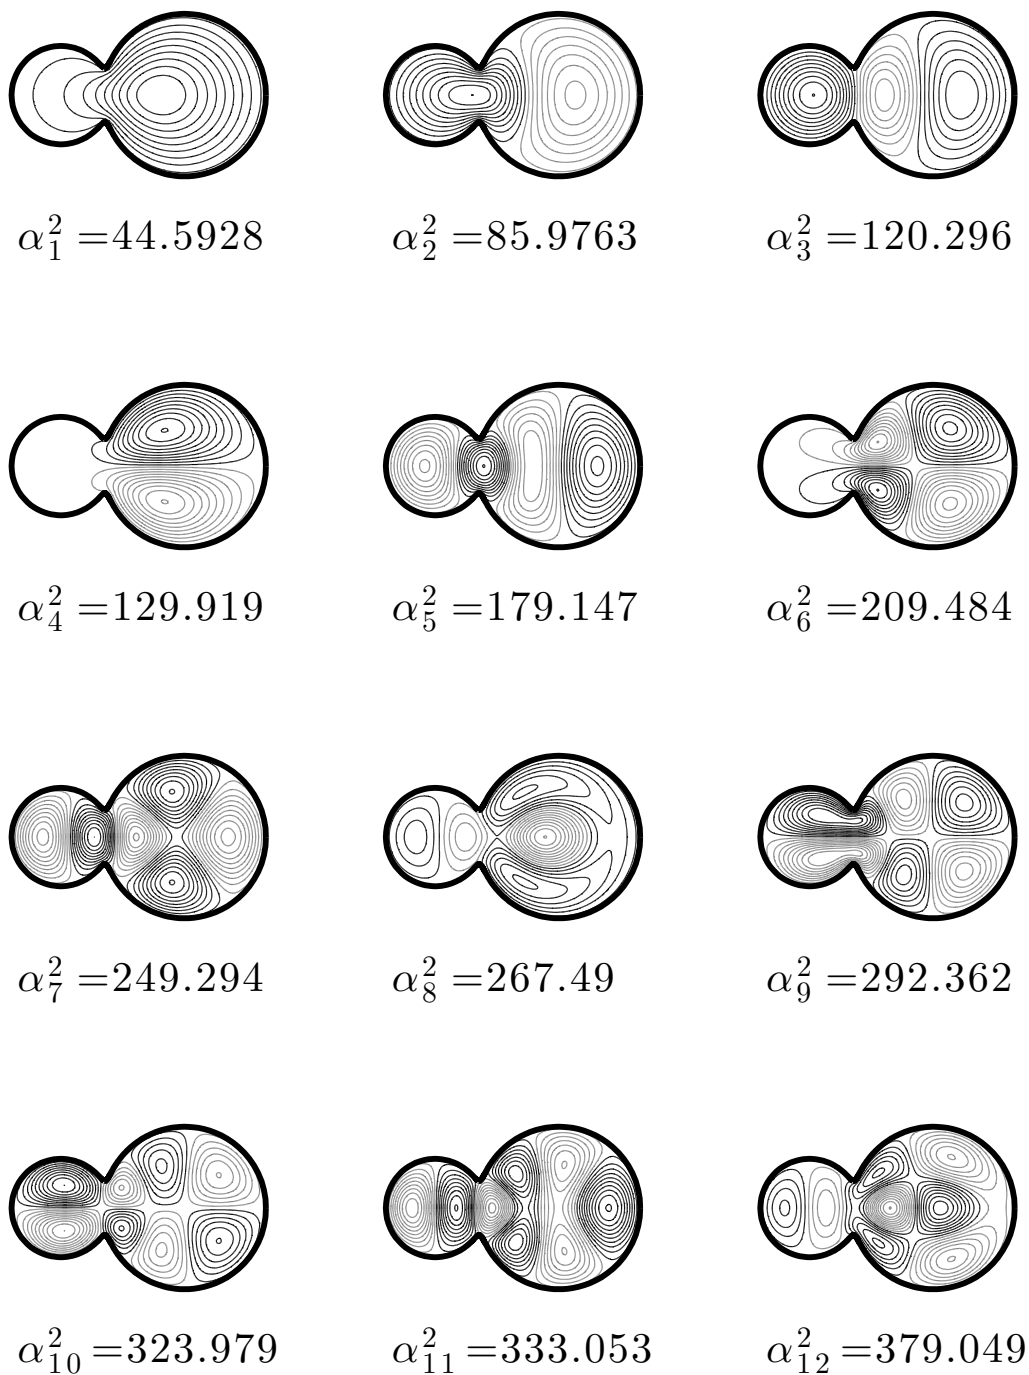 α₁² =44.5928 α₂² =85.9763 α₃² =120.296
α₄² =129.919 α₅² =179.147 α₆² =209.484
α₇² =249.294 α₈² =267.49 α₉² =292.362
α₁₀² =323.979 α₁₁² =333.053 α₁₂² =379.049